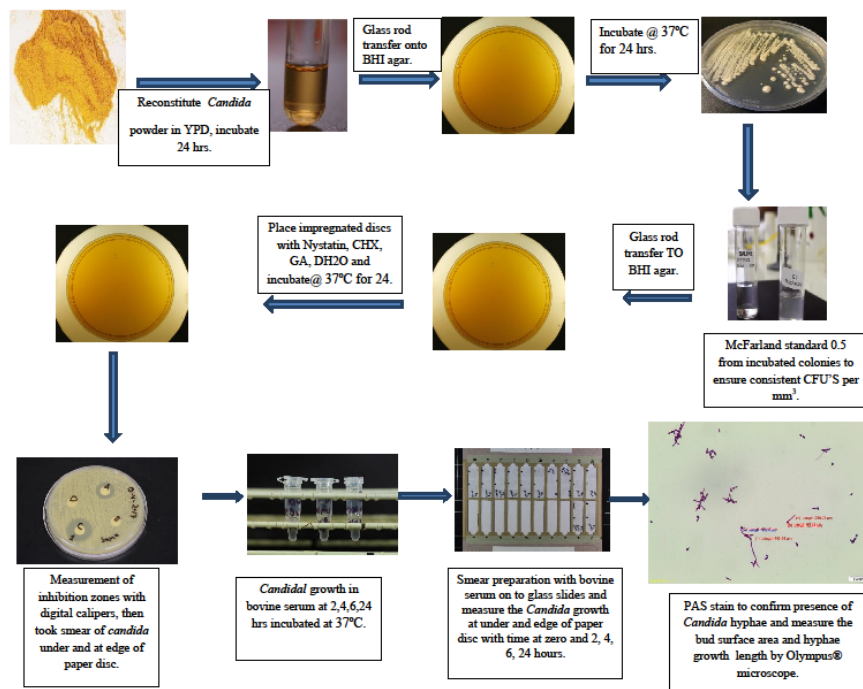 Reconstitute Candida
powder in YPD, incubate
24 hrs.
Glass rod
transfer onto
BHI agar.
Incubate @ 37ºC
for 24 hrs.
McFarland standard 0.5
from incubated colonies to
ensure consistent CFU'S per
mm³.
Glass rod
transfer TO
BHI agar.
Place impregnated discs
with Nystatin, CHX,
GA, DH2O and
incubate@ 37ºC for 24.
Measurement of
inhibition zones with
digital calipers, then
took smear of candida
under and at edge of
paper disc.
Candidal growth in
bovine serum at 2,4,6,24
hrs incubated at 37ºC.
Smear preparation with bovine
serum on to glass slides and
measure the Candida growth
at under and edge of paper
disc with time at zero and 2, 4,
6, 24 hours.
PAS stain to confirm presence of
Candida hyphae and measure the
bud surface area and hyphae
growth length by Olympus®
microscope.